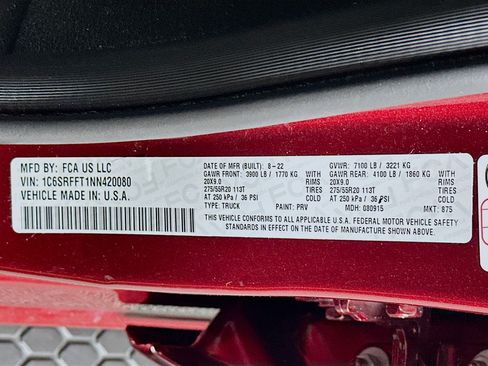 MFD BY: FCA US LLC
VIN: 1C6SRFFT1NN420080
VEHICLE MADE IN: U.S.A.
DATE OF MFR (BUILT): 8-22 GVWR: 7100 LB / 3221 KG
GAWR FRONT: 3900 LB / 1770 KG GAWR REAR: 4100 LB / 1860 KG
20X9.0 20X9.0
275/55R20 113T TIRES 275/55R20 113T TIRES
AT 250 kPa / 36 PSI COLD AT 250 kPa / 36 PSI COLD
TYPE: TRUCK PAINT: PRV MDH: 080915 MKT: 875
THIS VEHICLE CONFORMS TO ALL APPLICABLE U.S.A. FEDERAL MOTOR VEHICLE SAFETY
STANDARDS IN EFFECT ON THE DATE OF MANUFACTURE SHOWN ABOVE.